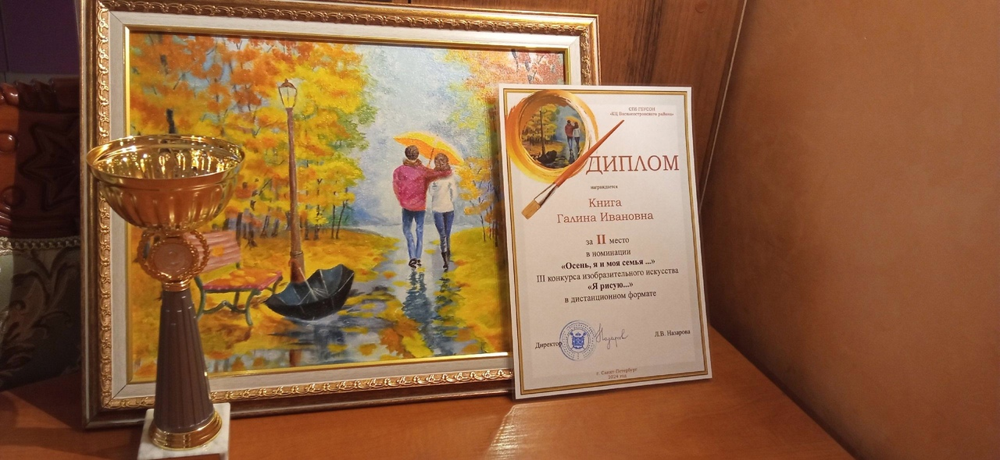 СПб ГБУСОН
«КЦ Василеостровского района»
ДИПЛОМ
награждается
Книга
Галина Ивановна
за II место
в номинации
«Осень, я и моя семья ...»
III конкурса изобразительного искусства
«Я рисую...»
в дистанционном формате
Директор
Л.В. Назарова
г. Санкт-Петербург
2024 год